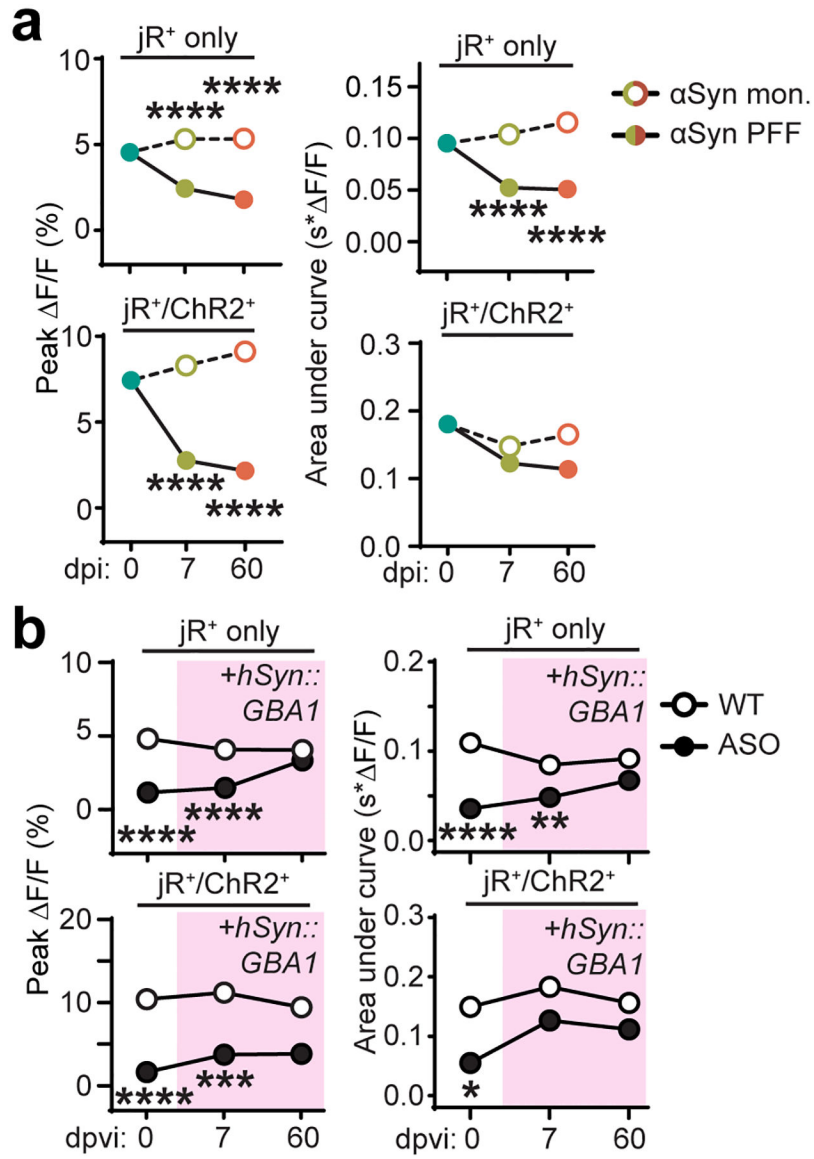 a
jR⁺ only
10
5
0
****
****
jR⁺ only
0.15
0.10
0.05
0.00
****
****
αSyn mon.
αSyn PFF
Peak ΔF/F (%)
Area under curve (s*ΔF/F)
jR⁺/ChR2⁺
10
5
0
****
****
jR⁺/ChR2⁺
0.3
0.2
0.1
0.0
dpi: 0 7 60
0 7 60
b
jR⁺ only
10
5
0
+hSyn::
GBA1
****
****
jR⁺ only
0.2
0.1
0.0
+hSyn::
GBA1
****
**
WT
ASO
Peak ΔF/F (%)
Area under curve (s*ΔF/F)
jR⁺/ChR2⁺
20
10
0
+hSyn::
GBA1
****
***
jR⁺/ChR2⁺
0.3
0.2
0.1
0.0
+hSyn::
GBA1
*
dpvi: 0 7 60
dpvi: 0 7 60